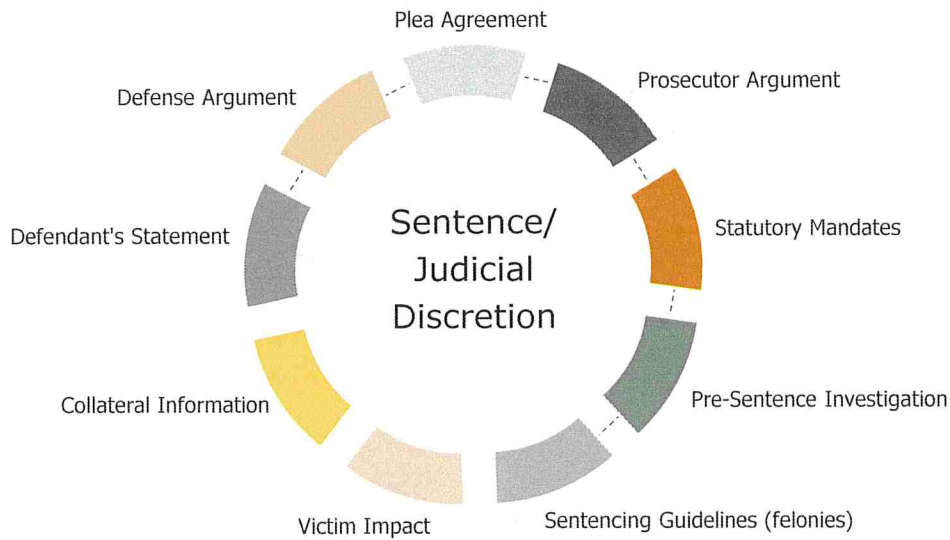 Plea Agreement
Prosecutor Argument
Defense Argument
Statutory Mandates
Defendant's Statement
Sentence/
Judicial
Discretion
Pre-Sentence Investigation
Collateral Information
Sentencing Guidelines (felonies)
Victim Impact